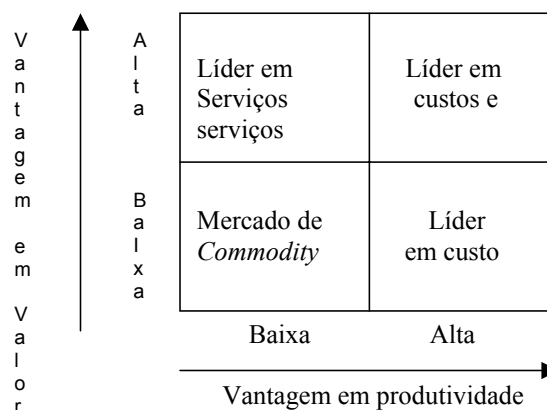 Vantagem em Valor
Alta
Líder em
Serviços
serviços
Líder em
custos e
Balxa
Mercado de
Commodity
Líder
em custo
Baixa
Alta
Vantagem em produtividade